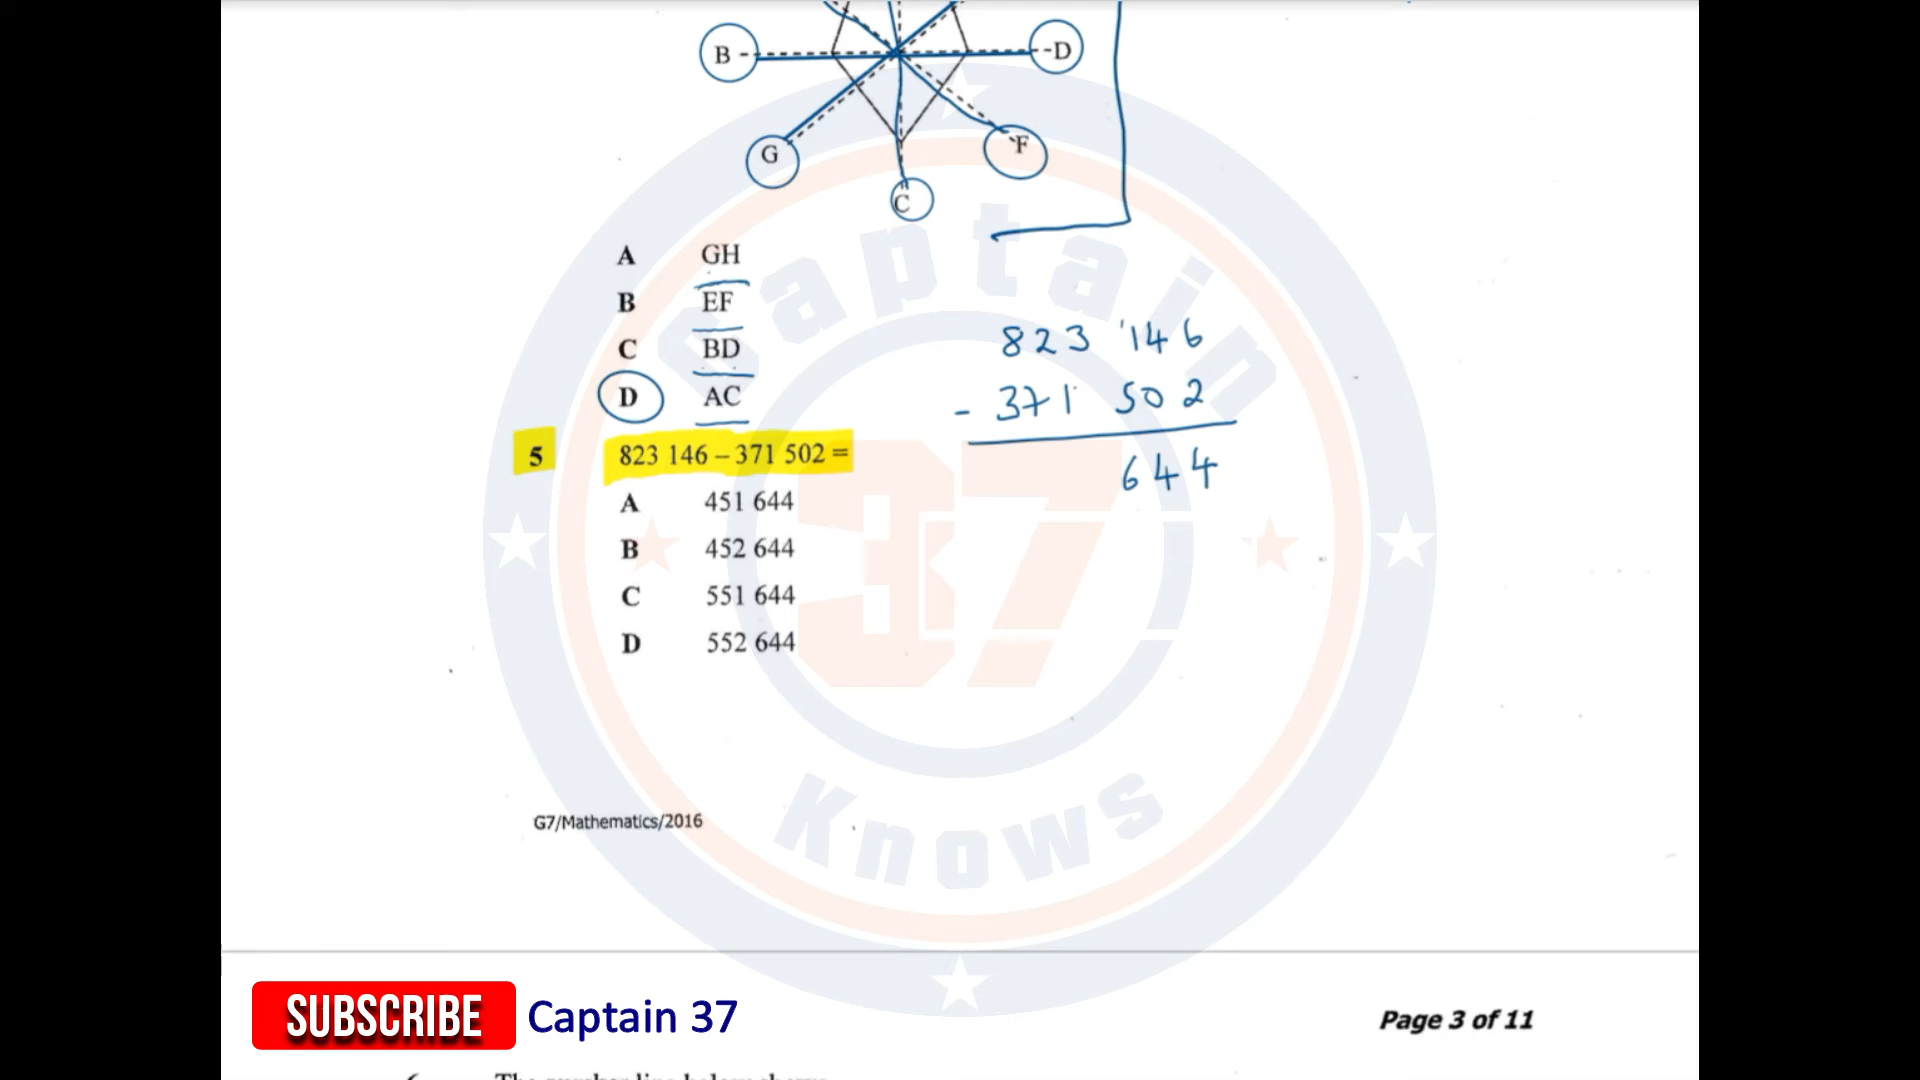 B D
G F
C
A GH
B EF
C BD
D AC
823 146
- 371 502
644
5 823 146 – 371 502 =
A 451 644
B 452 644
C 551 644
D 552 644
Captain
37
Knows
G7/Mathematics/2016
SUBSCRIBE Captain 37
Page 3 of 11